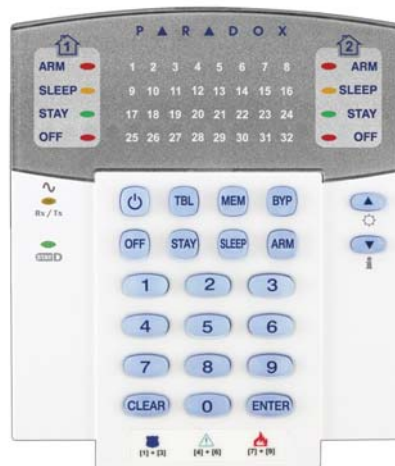 PARADOX
1
ARM
SLEEP
STAY
OFF
1 2 3 4 5 6 7 8
9 10 11 12 13 14 15 16
17 18 19 20 21 22 23 24
25 26 27 28 29 30 31 32
2
ARM
SLEEP
STAY
OFF
Rx / Tx
STAY D
TBL MEM BYP
OFF STAY SLEEP ARM
1 2 3
4 5 6
7 8 9
CLEAR 0 ENTER
i
[1] + [3] [4] + [6] [7] + [9]